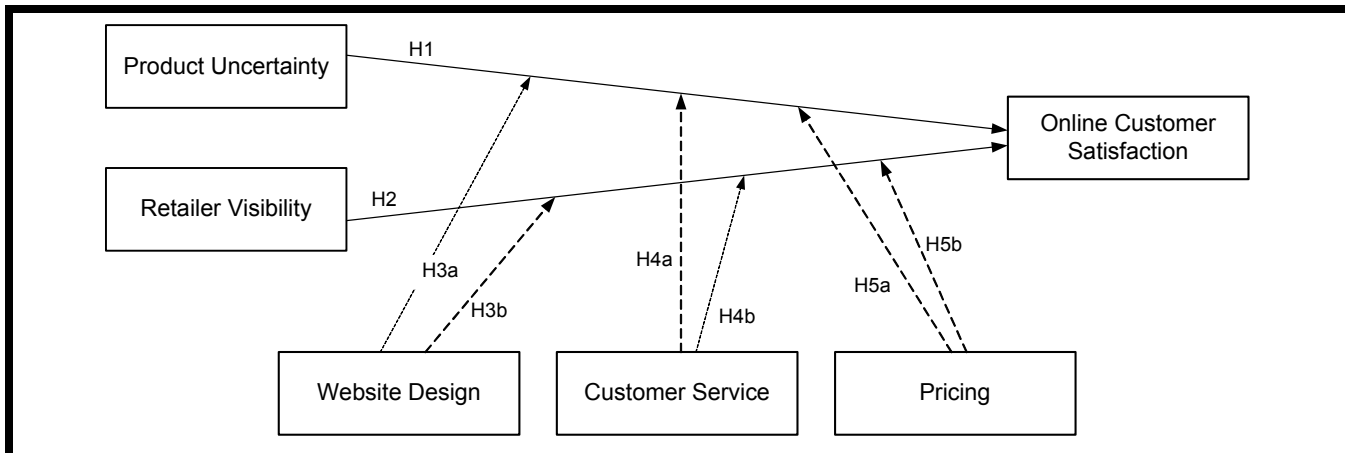 Product Uncertainty
H1
Online Customer
Satisfaction
Retailer Visibility
H2
H3a
H3b
H4a
H4b
H5a
H5b
Website Design
Customer Service
Pricing